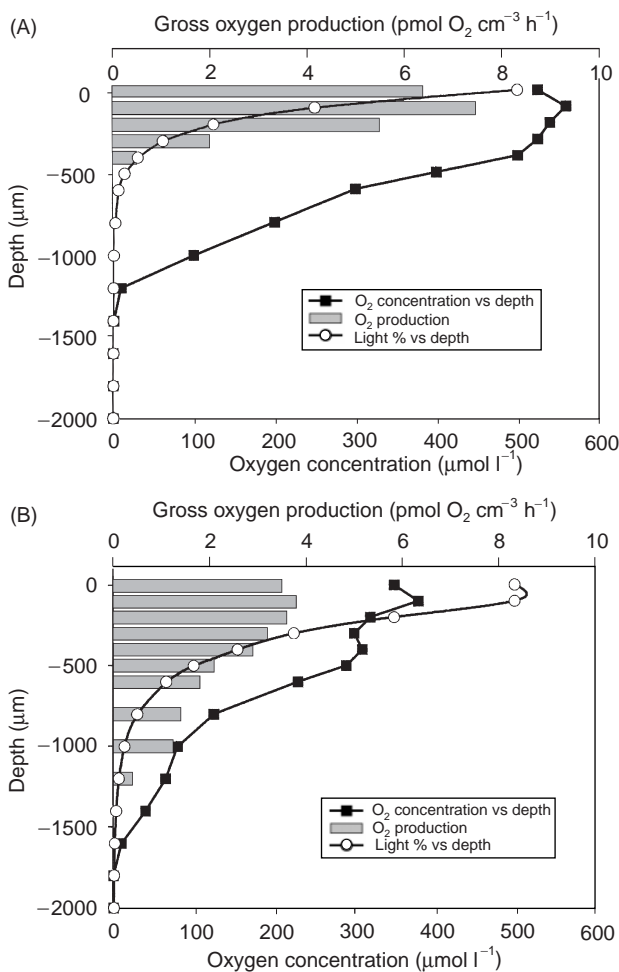 (A)
Gross oxygen production (pmol O₂ cm⁻³ h⁻¹)
0 2 4 6 8 10
0
−500
−1000
−1500
−2000
Depth (μm)
O₂ concentration vs depth
O₂ production
Light % vs depth
0 100 200 300 400 500 600
Oxygen concentration (μmol l⁻¹)
(B)
Gross oxygen production (pmol O₂ cm⁻³ h⁻¹)
0 2 4 6 8 10
0
−500
−1000
−1500
−2000
Depth (μm)
O₂ concentration vs depth
O₂ production
Light % vs depth
0 100 200 300 400 500 600
Oxygen concentration (μmol l⁻¹)